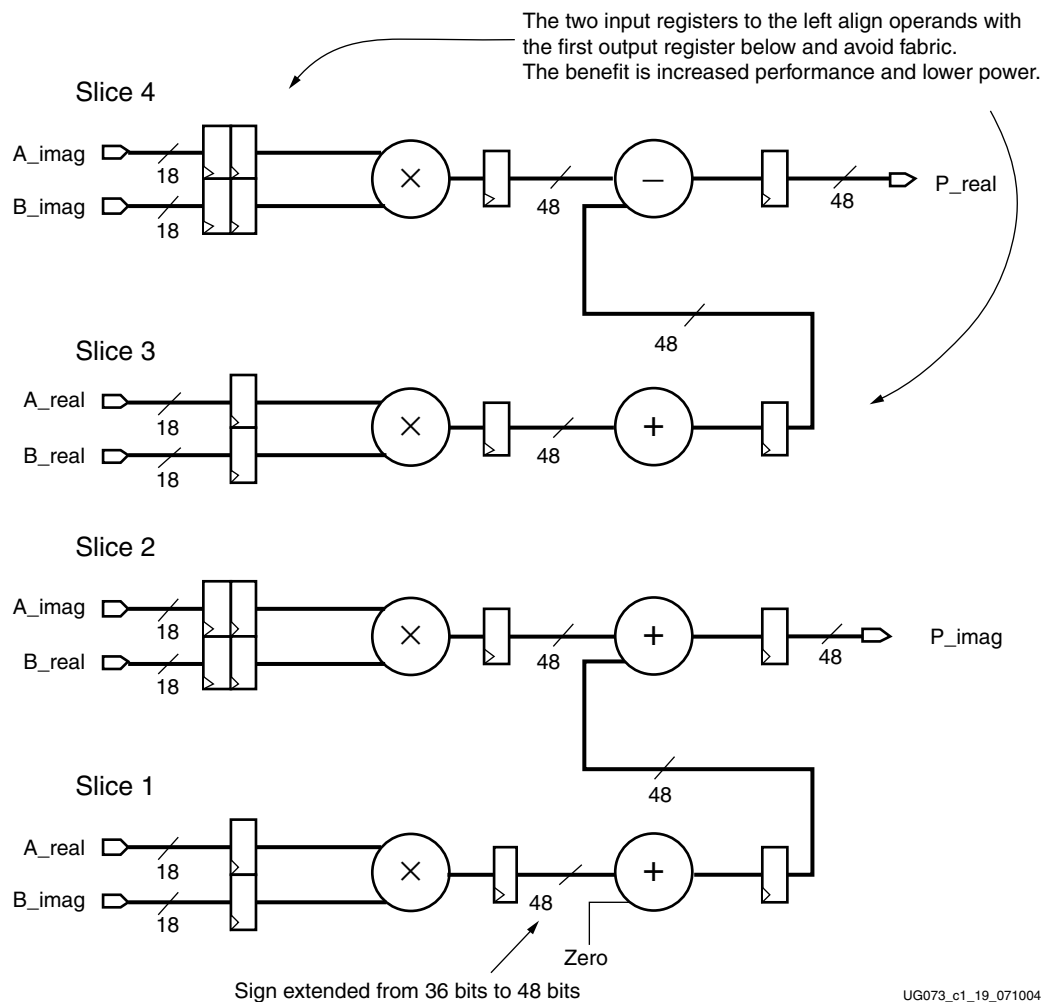 The two input registers to the left align operands with
the first output register below and avoid fabric.
The benefit is increased performance and lower power.
Slice 4
A_imag
18
B_imag
18
×
48
–
48
P_real
48
Slice 3
A_real
18
B_real
18
×
48
+
Slice 2
A_imag
18
B_real
18
×
48
+
48
P_imag
48
Slice 1
A_real
18
B_imag
18
×
48
+
Zero
Sign extended from 36 bits to 48 bits
UG073_c1_19_071004